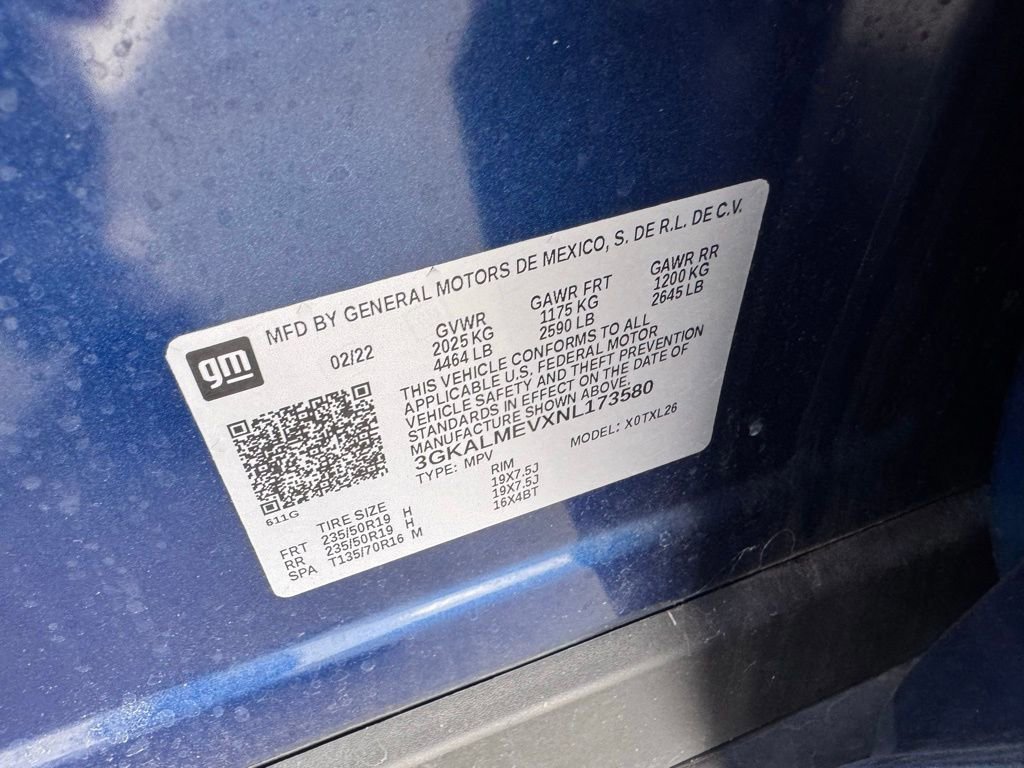 MFD BY GENERAL MOTORS DE MEXICO, S. DE R.L. DE C.V.
gm
02/22
GVWR
2025 KG
4464 LB
GAWR FRT
1175 KG
2590 LB
GAWR RR
1200 KG
2645 LB
THIS VEHICLE CONFORMS TO ALL
APPLICABLE U.S. FEDERAL MOTOR
VEHICLE SAFETY AND THEFT PREVENTION
STANDARDS IN EFFECT ON THE DATE OF
MANUFACTURE SHOWN ABOVE.
3GKALMEVXNL173580
TYPE: MPV
MODEL: X0TXL26
611G
TIRE SIZE RIM
FRT 235/50R19 H 19X7.5J
RR 235/50R19 H 19X7.5J
SPA T135/70R16 M 16X4BT